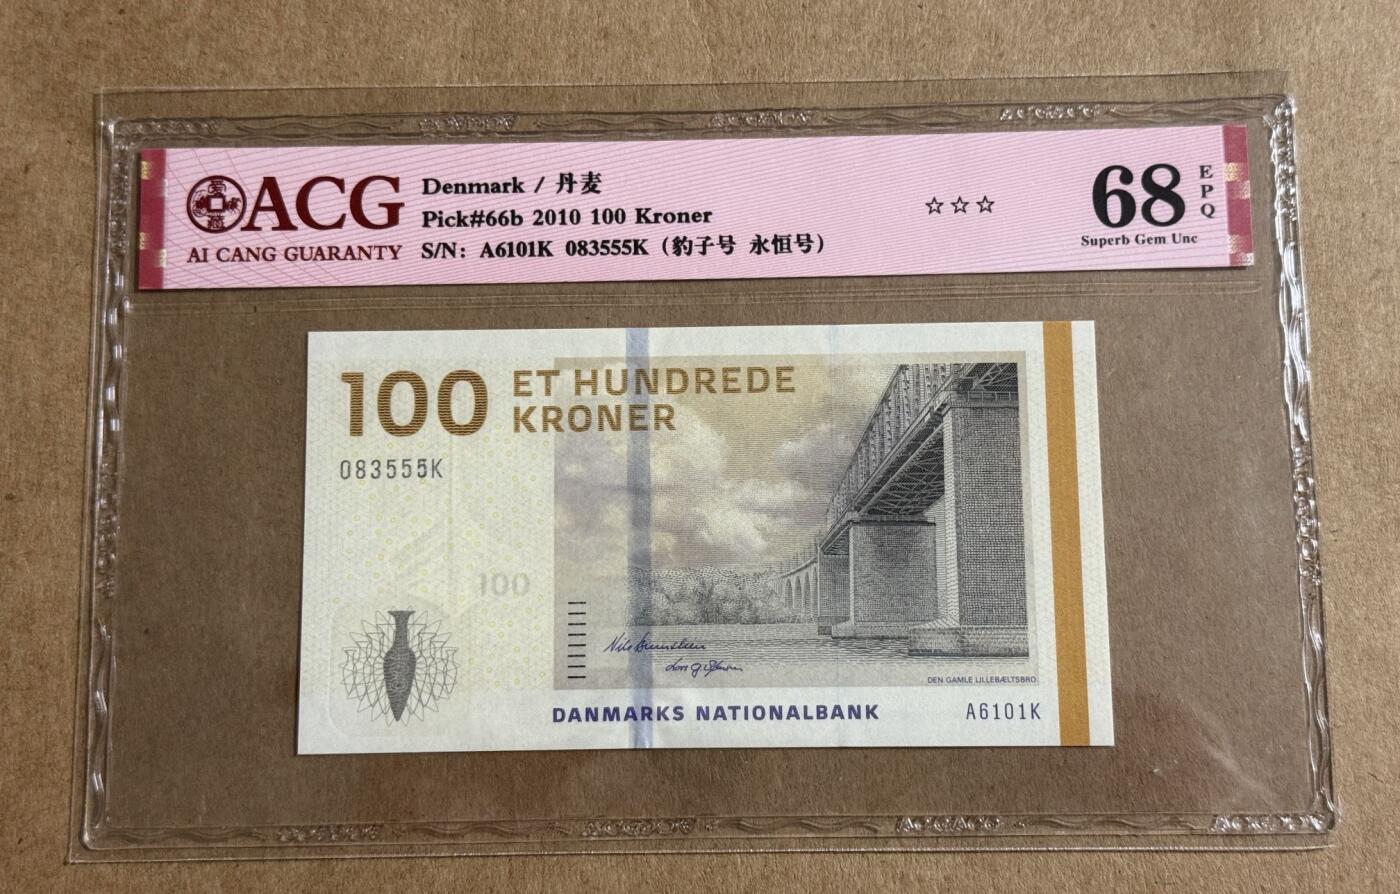 ACG
AI CANG GUARANTY
Denmark / 丹麦
Pick#66b 2010 100 Kroner
S/N: A6101K 083555K（豹子号 永恒号）
☆☆☆
68
EPQ
Superb Gem Unc
100 ET HUNDREDE
KRONER
083555K
100
DEN GAMLE LILLEBÆLTSBRO
DANMARKS NATIONALBANK
A6101K